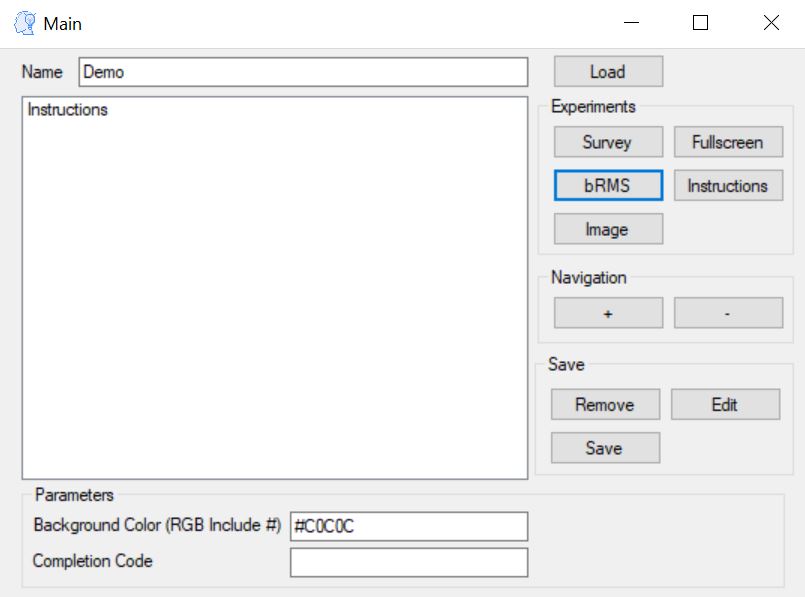 Main
Name Demo Load
Instructions
Experiments
Survey Fullscreen
bRMS Instructions
Image
Navigation
+ -
Save
Remove Edit
Save
Parameters
Background Color (RGB Include #) #C0C0C
Completion Code